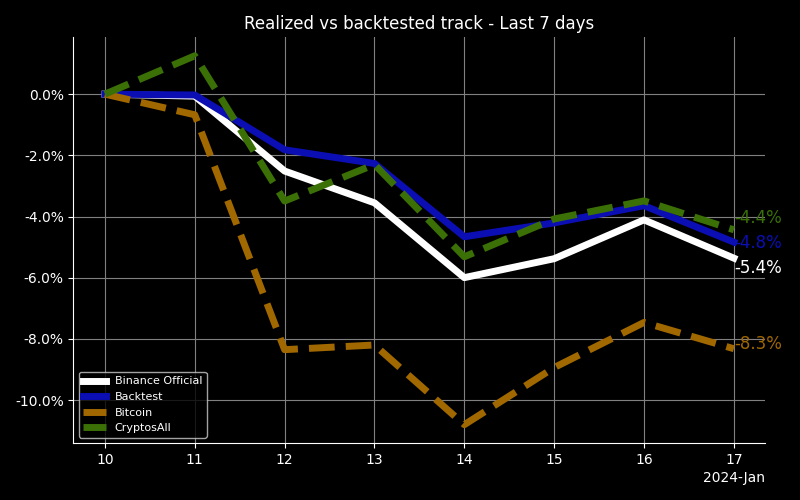 Realized vs backtested track - Last 7 days
0.0%
-2.0%
-4.0%
-6.0%
-8.0%
-10.0%
-4.4%
-4.8%
-5.4%
-8.3%
Binance Official
Backtest
Bitcoin
CryptosAll
10 11 12 13 14 15 16 17
2024-Jan